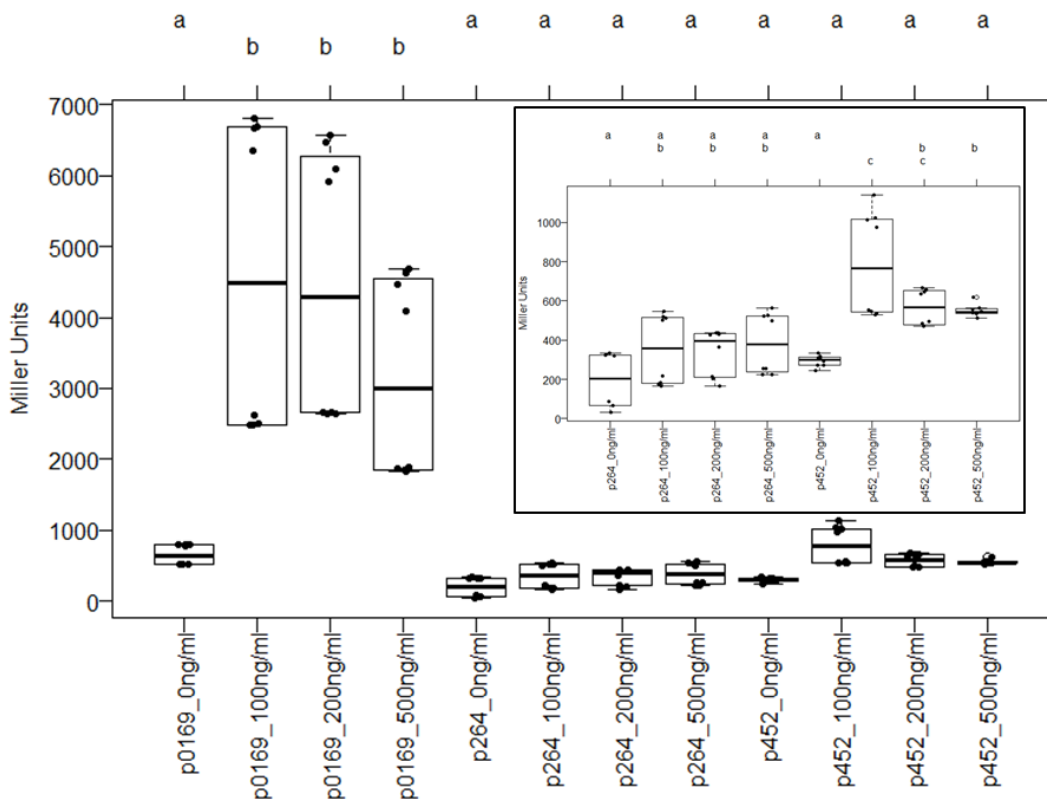 a a a a a a a a a
b b b
7000
6000
5000
4000
3000
2000
1000
0
Miller Units
p0169_0ng/ml
p0169_100ng/ml
p0169_200ng/ml
p0169_500ng/ml
p264_0ng/ml
p264_100ng/ml
p264_200ng/ml
p264_500ng/ml
p452_0ng/ml
p452_100ng/ml
p452_200ng/ml
p452_500ng/ml
a a a a a
b b b b b
c c
1000
800
600
400
200
0
Miller Units
p264_0ng/ml
p264_100ng/ml
p264_200ng/ml
p264_500ng/ml
p452_0ng/ml
p452_100ng/ml
p452_200ng/ml
p452_500ng/ml